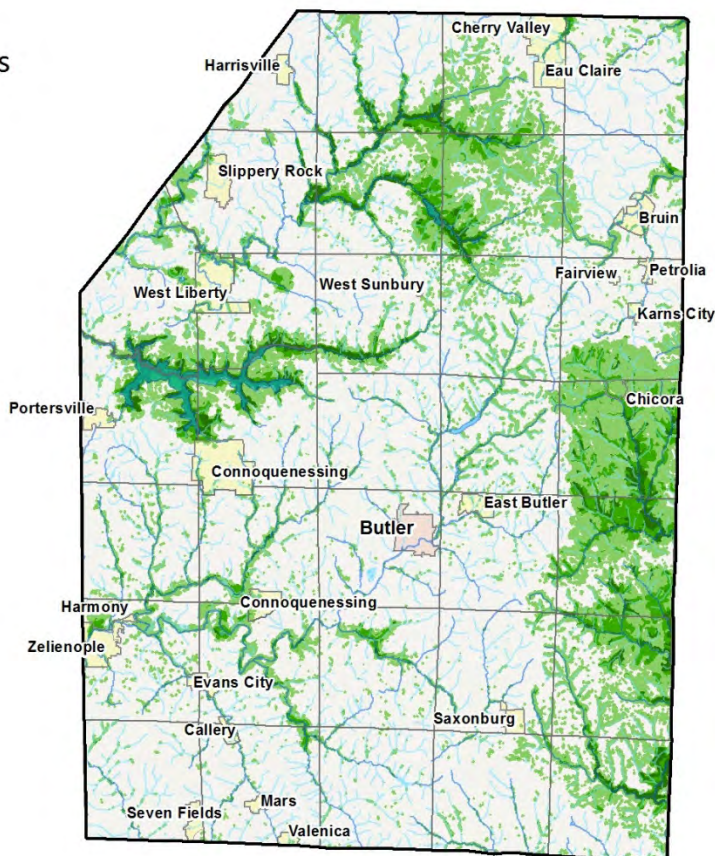 s
Cherry Valley
Harrisville
Eau Claire
Slippery Rock
Bruin
Fairview
Petrolia
West Liberty
West Sunbury
Karns City
Chicora
Portersville
Connoquenessing
East Butler
Butler
Harmony
Connoquenessing
Zelienople
Evans City
Saxonburg
Callery
Mars
Seven Fields
Valenica